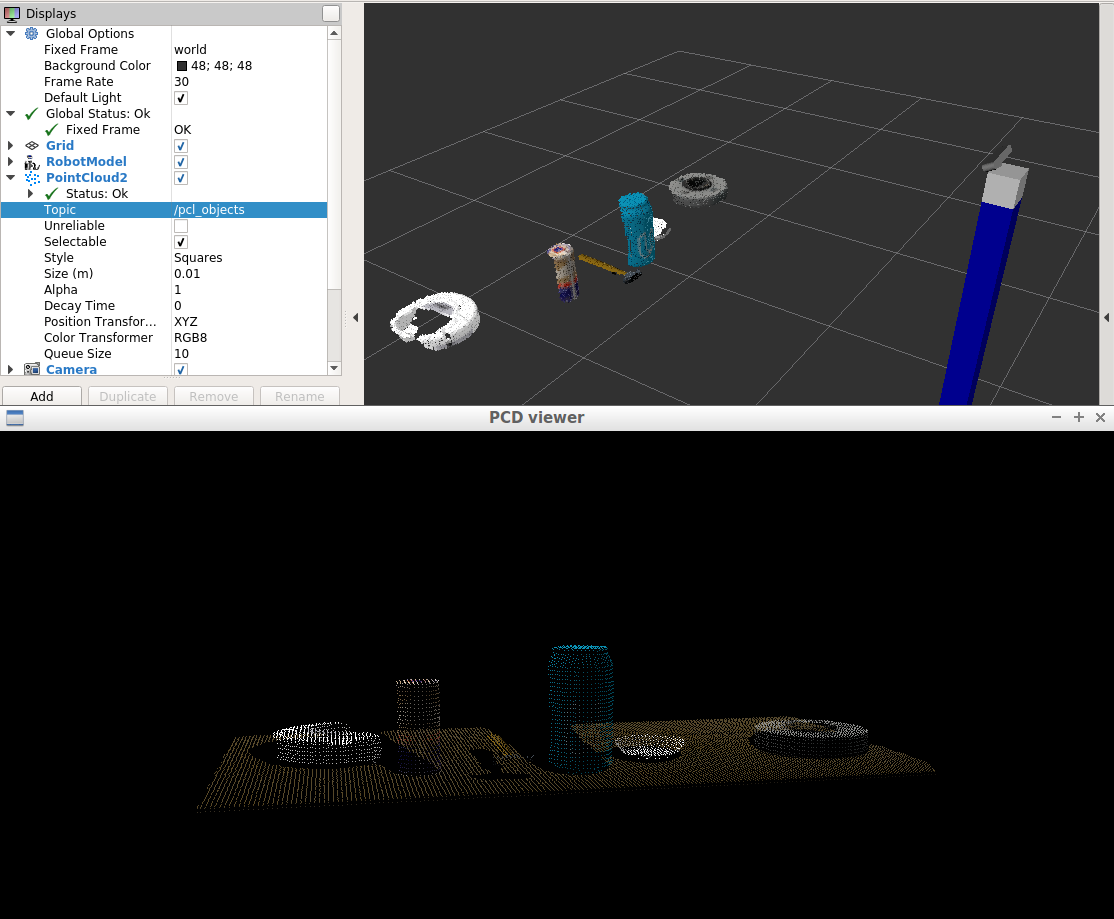 Displays
Global Options
Fixed Frame world
Background Color 48; 48; 48
Frame Rate 30
Default Light
Global Status: Ok
Fixed Frame OK
Grid
RobotModel
PointCloud2
Status: Ok
Topic /pcl_objects
Unreliable
Selectable
Style Squares
Size (m) 0.01
Alpha 1
Decay Time 0
Position Transfor... XYZ
Color Transformer RGB8
Queue Size 10
Camera
Add Duplicate Remove Rename
PCD viewer